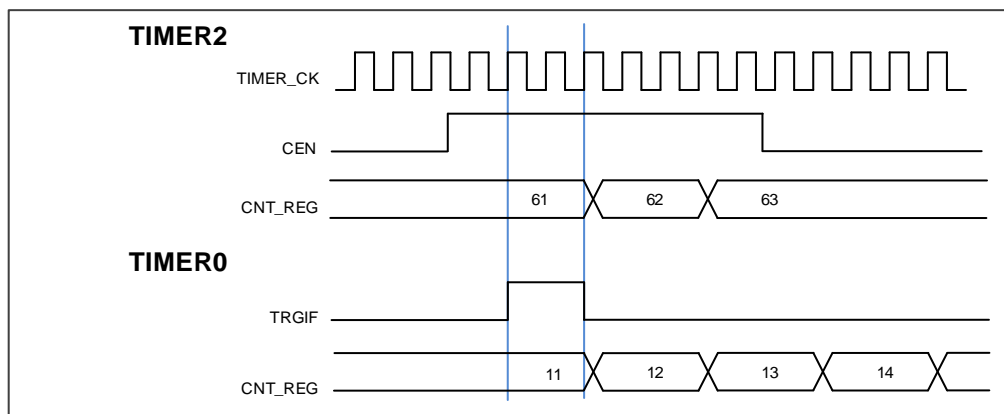 TIMER2
TIMER_CK
CEN
CNT_REG 61 62 63
TIMER0
TRGIF
CNT_REG 11 12 13 14